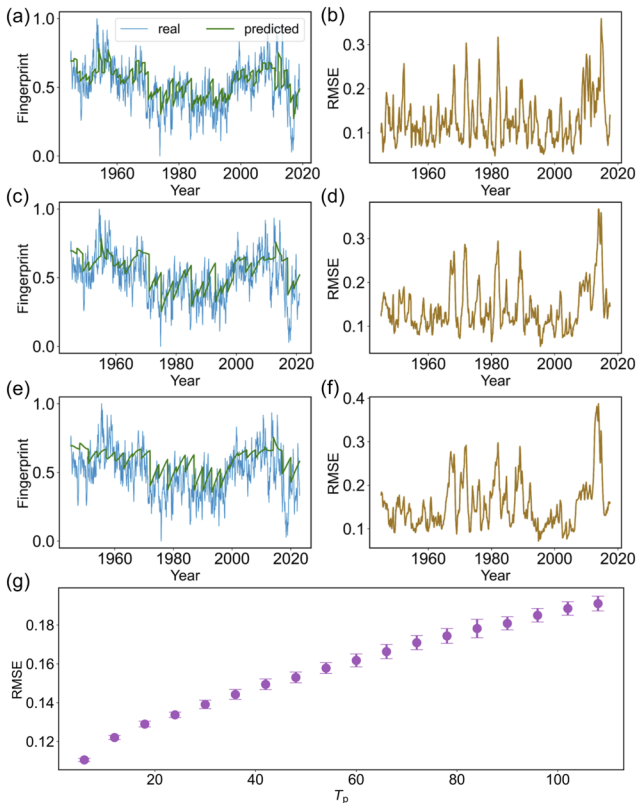 (a)
real
predicted
Fingerprint
1.0
0.5
0.0
1960
1980
2000
2020
Year
(b)
RMSE
0.3
0.2
0.1
1960
1980
2000
2020
Year
(c)
Fingerprint
1.0
0.5
0.0
1960
1980
2000
2020
Year
(d)
RMSE
0.3
0.2
0.1
1960
1980
2000
2020
Year
(e)
Fingerprint
1.0
0.5
0.0
1960
1980
2000
2020
Year
(f)
RMSE
0.4
0.3
0.2
0.1
1960
1980
2000
2020
Year
(g)
RMSE
0.18
0.16
0.14
0.12
20
40
60
80
100
Tp